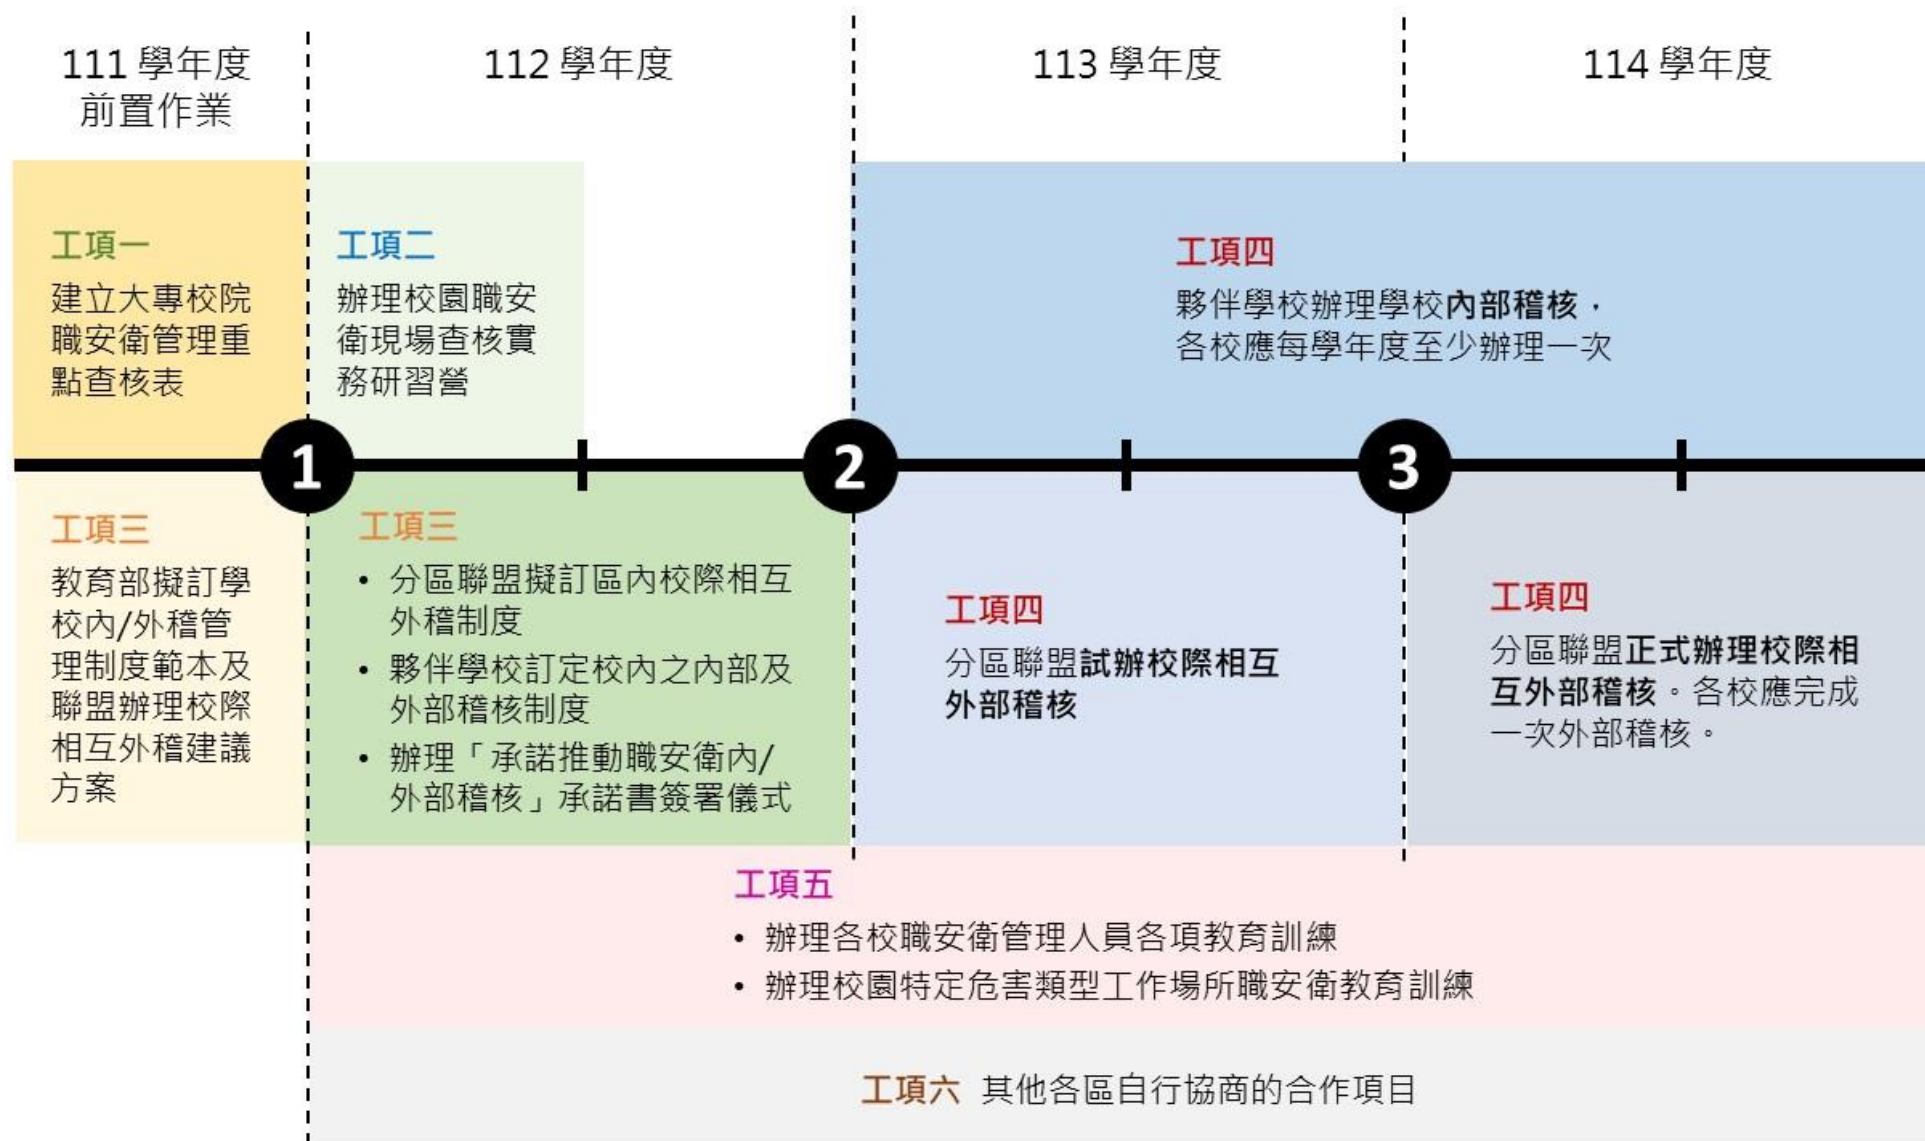 111 學年度
前置作業
112 學年度
113 學年度
114 學年度
工項一
建立大專校院
職安衛管理重
點查核表
工項二
辦理校園職安
衛現場查核實
務研習營
工項四
夥伴學校辦理學校內部稽核，
各校應每學年度至少辦理一次
1
2
3
工項三
教育部擬訂學
校內/外稽管
理制度範本及
聯盟辦理校際
相互外稽建議
方案
工項三
• 分區聯盟擬訂區內校際相互
外稽制度
• 夥伴學校訂定校內之內部及
外部稽核制度
• 辦理「承諾推動職安衛內/
外部稽核」承諾書簽署儀式
工項四
分區聯盟試辦校際相互
外部稽核
工項四
分區聯盟正式辦理校際相
互外部稽核。各校應完成
一次外部稽核。
工項五
• 辦理各校職安衛管理人員各項教育訓練
• 辦理校園特定危害類型工作場所職安衛教育訓練
工項六 其他各區自行協商的合作項目